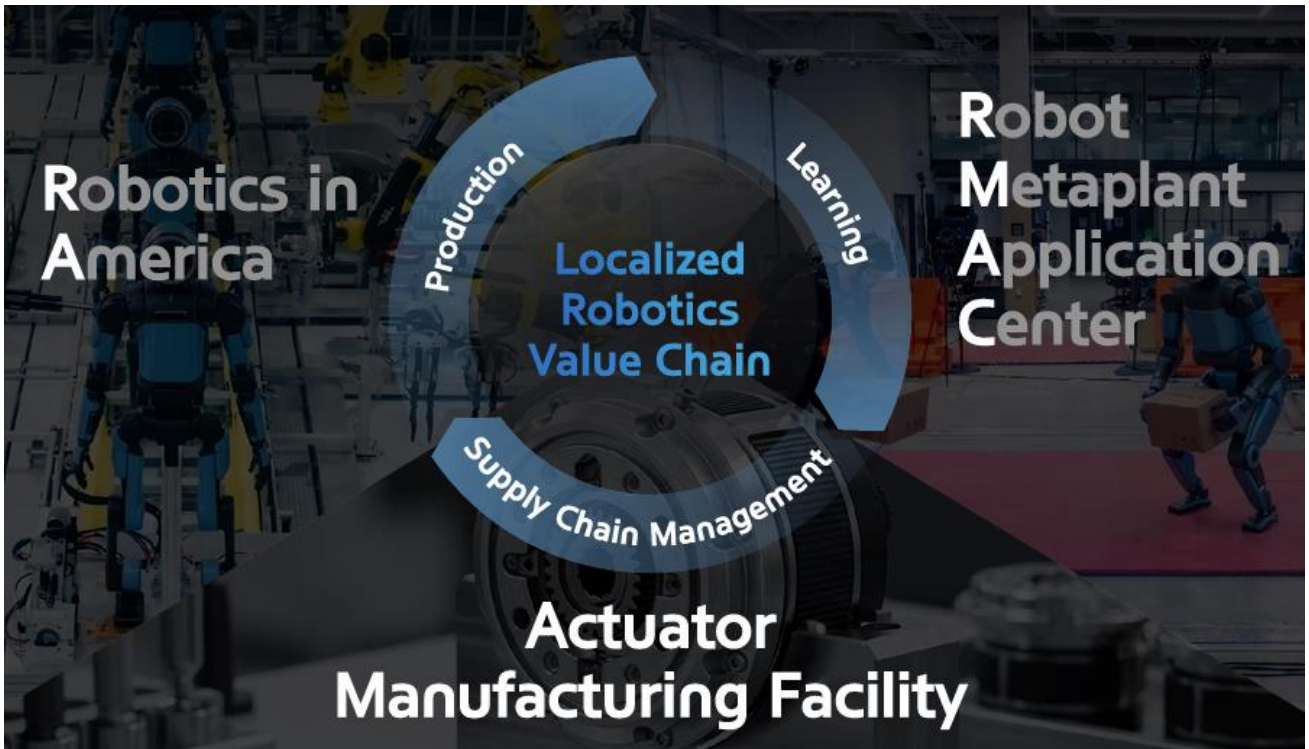 Robotics in
America
Production
Learning
Supply Chain Management
Localized
Robotics
Value Chain
Robot
Metaplant
Application
Center
Actuator
Manufacturing Facility